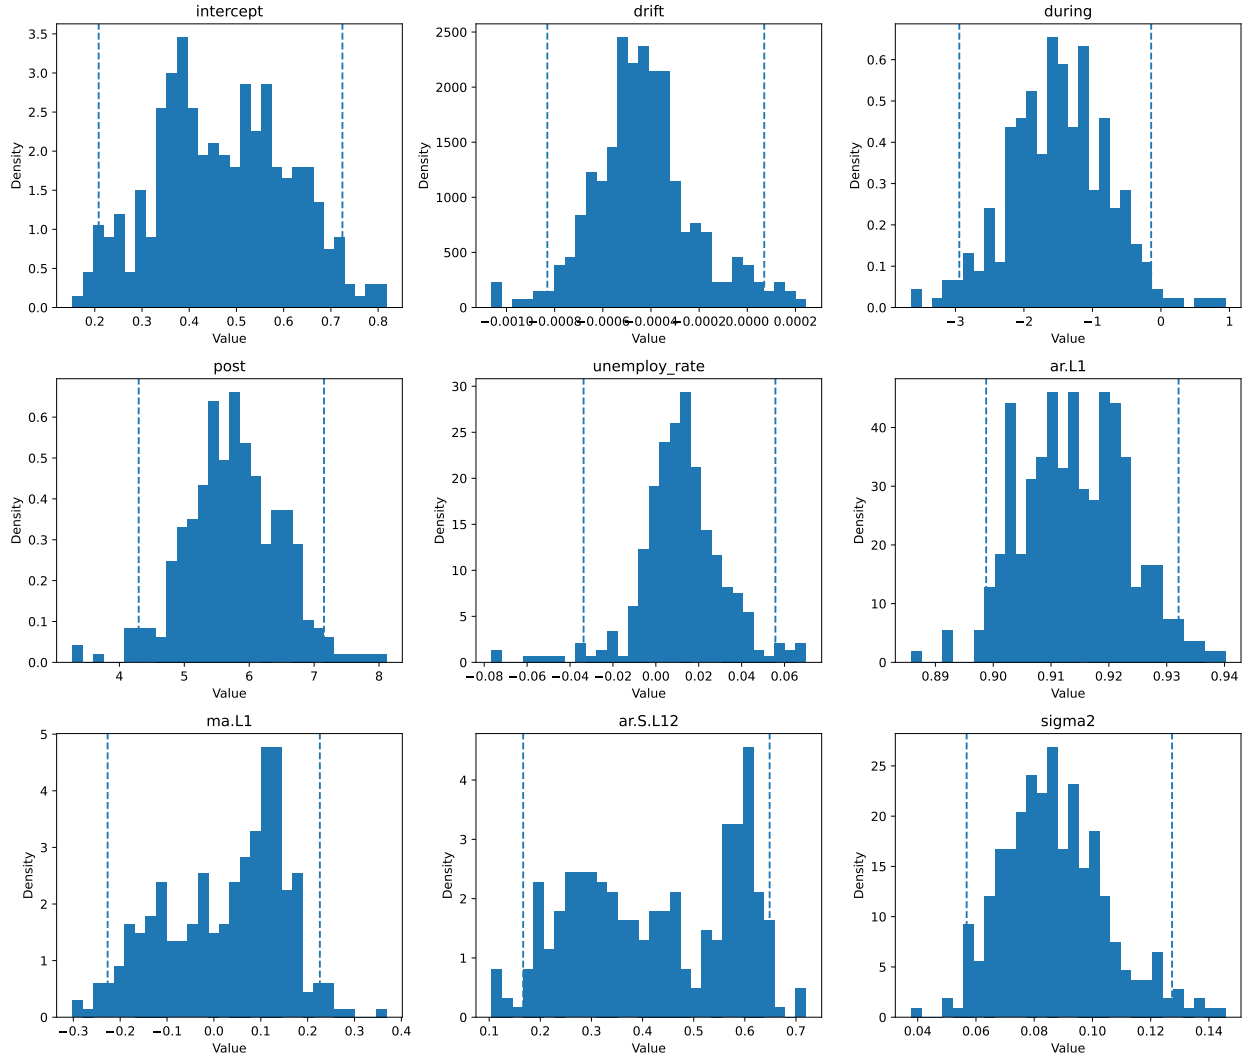 intercept
Density
3.5
3.0
2.5
2.0
1.5
1.0
0.5
0.0
0.2 0.3 0.4 0.5 0.6 0.7 0.8
Value
drift
Density
2500
2000
1500
1000
500
0
−0.0010 −0.0008 −0.0006 −0.0004 −0.0002 0.0000 0.0002
Value
during
Density
0.6
0.5
0.4
0.3
0.2
0.1
0.0
−3 −2 −1 0 1
Value
post
Density
0.6
0.5
0.4
0.3
0.2
0.1
0.0
4 5 6 7 8
Value
unemploy_rate
Density
30
25
20
15
10
5
0
−0.08 −0.06 −0.04 −0.02 0.00 0.02 0.04 0.06
Value
ar.L1
Density
40
30
20
10
0
0.89 0.90 0.91 0.92 0.93 0.94
Value
ma.L1
Density
5
4
3
2
1
0
−0.3 −0.2 −0.1 0.0 0.1 0.2 0.3 0.4
Value
ar.S.L12
Density
4
3
2
1
0
0.1 0.2 0.3 0.4 0.5 0.6 0.7
Value
sigma2
Density
25
20
15
10
5
0
0.04 0.06 0.08 0.10 0.12 0.14
Value